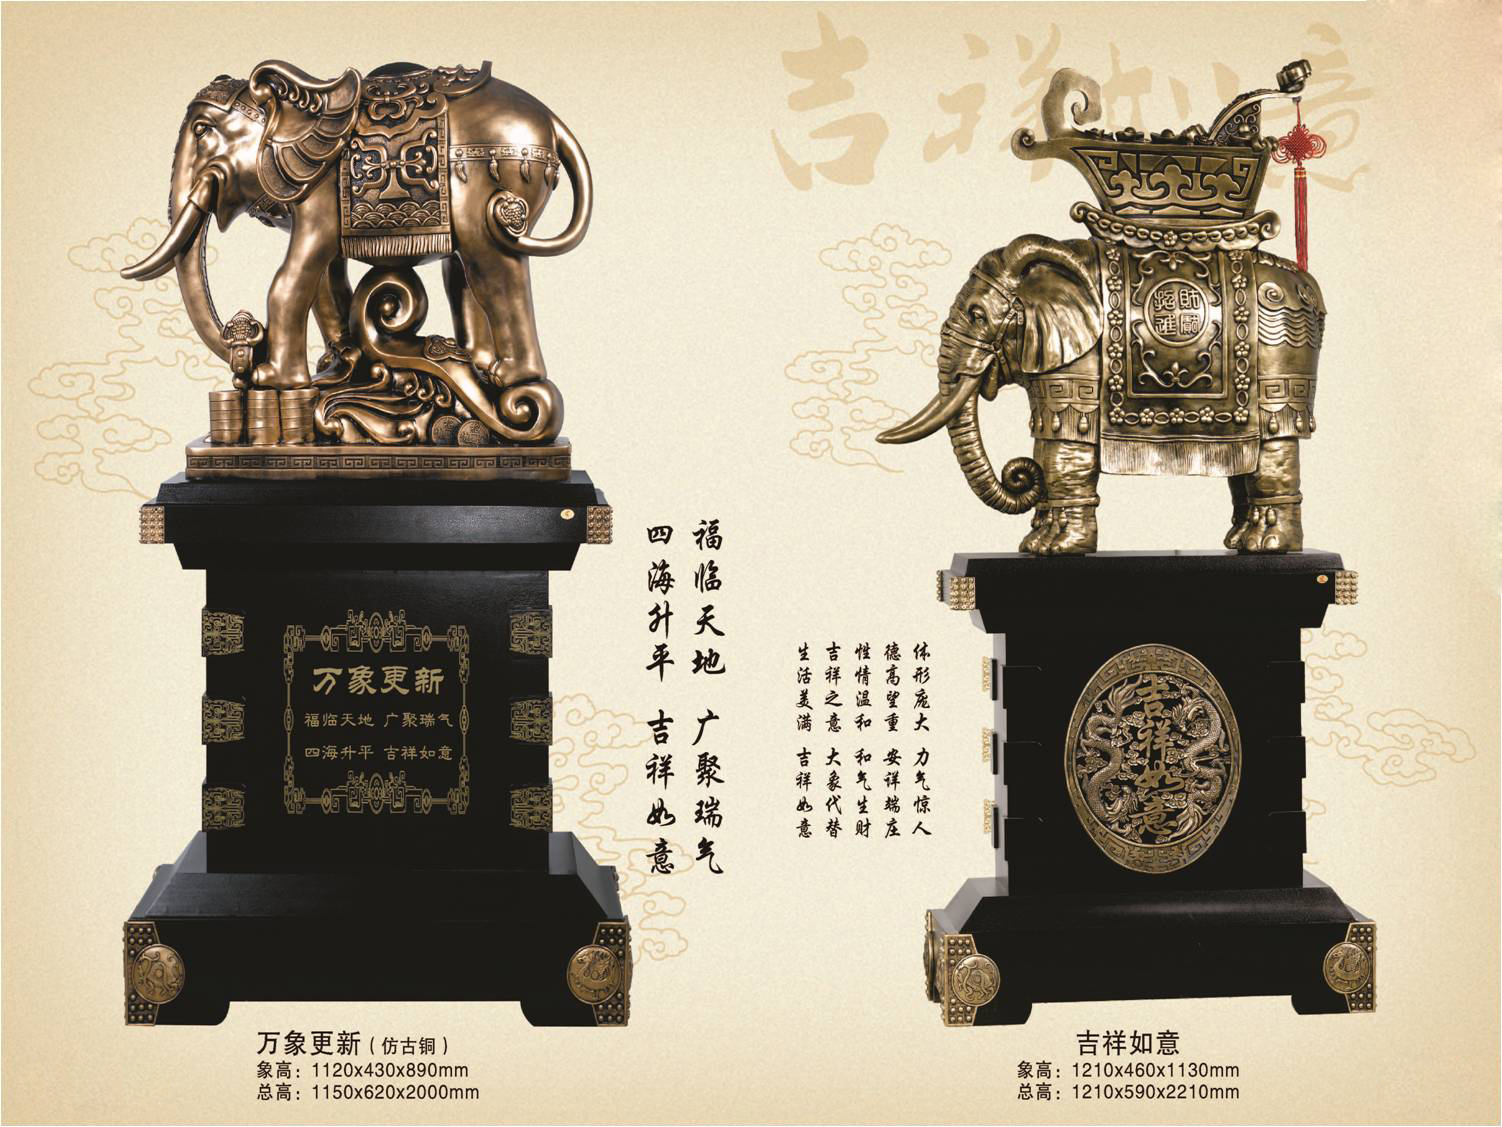 吉祥如意
招财
进宝
万象更新
福临天地 广聚瑞气
四海升平 吉祥如意
福临天地 广聚瑞气
四海升平 吉祥如意
体形庞大 力气惊人
德高望重 安详端庄
性情温和 和气生财
吉祥之意 大象代替
生活美满 吉祥如意
吉祥如意
万象更新（仿古铜）
象高：1120x430x890mm
总高：1150x620x2000mm
吉祥如意
象高：1210x460x1130mm
总高：1210x590x2210mm